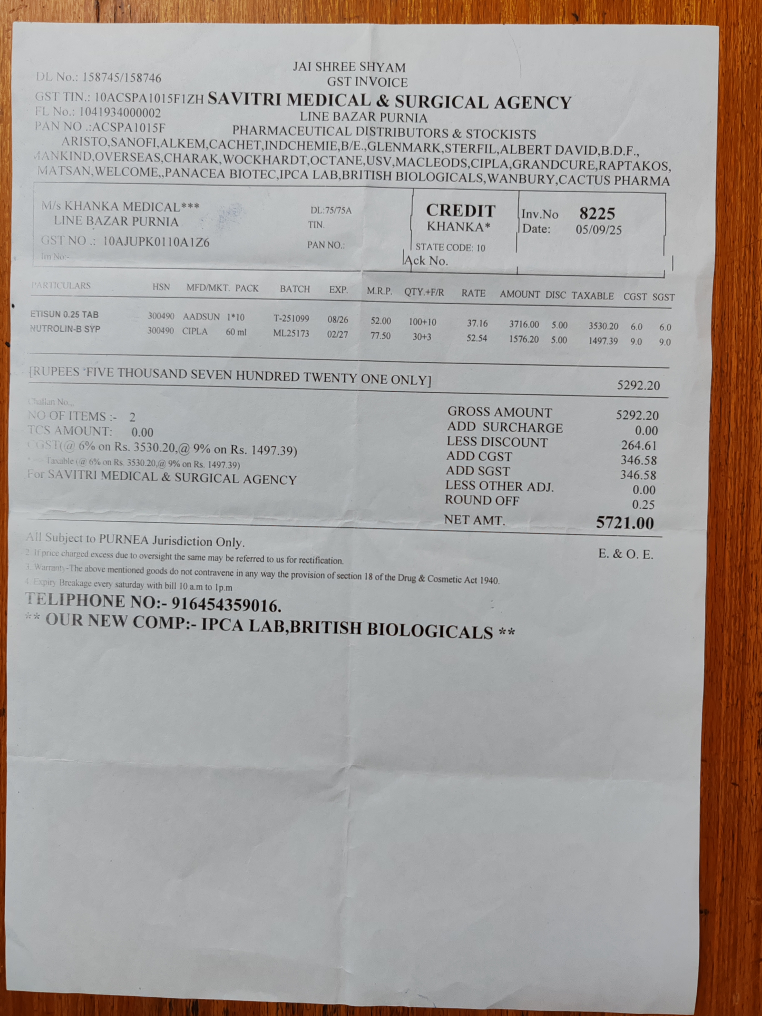 JAI SHREE SHYAM
DL No.: 158745/158746
GST INVOICE
GST TIN.: 10ACSPA1015F1ZH SAVITRI MEDICAL & SURGICAL AGENCY
FL No.: 1041934000002
LINE BAZAR PURNIA
PAN NO .:ACSPA1015F
PHARMACEUTICAL DISTRIBUTORS & STOCKISTS
ARISTO,SANOFI,ALKEM,CACHET,INDCHEMIE,B/E.,GLENMARK,STERFIL,ALBERT DAVID,B.D.F.,
MANKIND,OVERSEAS,CHARAK,WOCKHARDT,OCTANE,USV,MACLEODS,CIPLA,GRANDCURE,RAPTAKOS,
MATSAN,WELCOME,,PANACEA BIOTEC,IPCA LAB,BRITISH BIOLOGICALS,WANBURY,CACTUS PHARMA
M/s KHANKA MEDICAL*** DL:75/75A CREDIT Inv.No 8225
LINE BAZAR PURNIA TIN. KHANKA* Date: 05/09/25
GST NO .: 10AJUPK0110A1Z6 PAN NO.: STATE CODE: 10
Ack No.
PARTICULARS HSN MFD/MKT. PACK BATCH EXP. M.R.P. QTY.+F/R RATE AMOUNT DISC TAXABLE CGST SGST
ETISUN 0.25 TAB 300490 AADSUN 1*10 T-251099 08/26 52.00 100+10 37.16 3716.00 5.00 3530.20 6.0 6.0
NUTROLIN-B SYP 300490 CIPLA 60 ml ML25173 02/27 77.50 30+3 52.54 1576.20 5.00 1497.39 9.0 9.0
[RUPEES *FIVE THOUSAND SEVEN HUNDRED TWENTY ONE ONLY] 5292.20
Challan No.,
NO OF ITEMS :- 2 GROSS AMOUNT 5292.20
TCS AMOUNT: 0.00 ADD SURCHARGE 0.00
CGST(@ 6% on Rs. 3530.20,@ 9% on Rs. 1497.39) LESS DISCOUNT 264.61
Taxable (@ 6% on Rs. 3530.20,@ 9% on Rs. 1497.39) ADD CGST 346.58
For SAVITRI MEDICAL & SURGICAL AGENCY ADD SGST 346.58
LESS OTHER ADJ. 0.00
ROUND OFF 0.25
NET AMT. 5721.00
All Subject to PURNEA Jurisdiction Only. E. & O. E.
2. If price charged excess due to oversight the same may be referred to us for rectification.
3. Warranty-The above mentioned goods do not contravene in any way the provision of section 18 of the Drug & Cosmetic Act 1940.
4. Expiry Breakage every saturday with bill 10 a.m to 1p.m
TELIPHONE NO:- 916454359016.
** OUR NEW COMP:- IPCA LAB,BRITISH BIOLOGICALS **